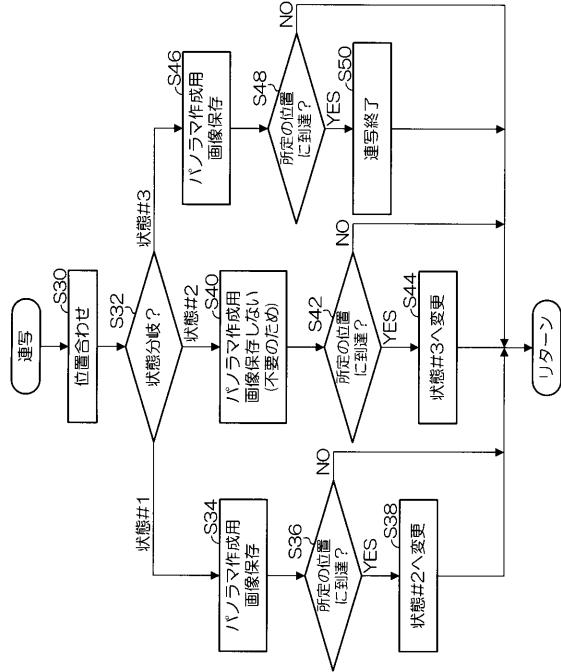 連写
S30
位置合わせ
S32
状態分岐?
状態#1
状態#2
状態#3
S34
パノラマ作成用
画像保存
S36
所定の位置
に到達?
NO
YES
S38
状態#2へ変更
S40
パノラマ作成用
画像保存しない
(不要のため)
S42
所定の位置
に到達?
NO
YES
S44
状態#3へ変更
S46
パノラマ作成用
画像保存
S48
所定の位置
に到達?
NO
YES
S50
連写終了
リターン